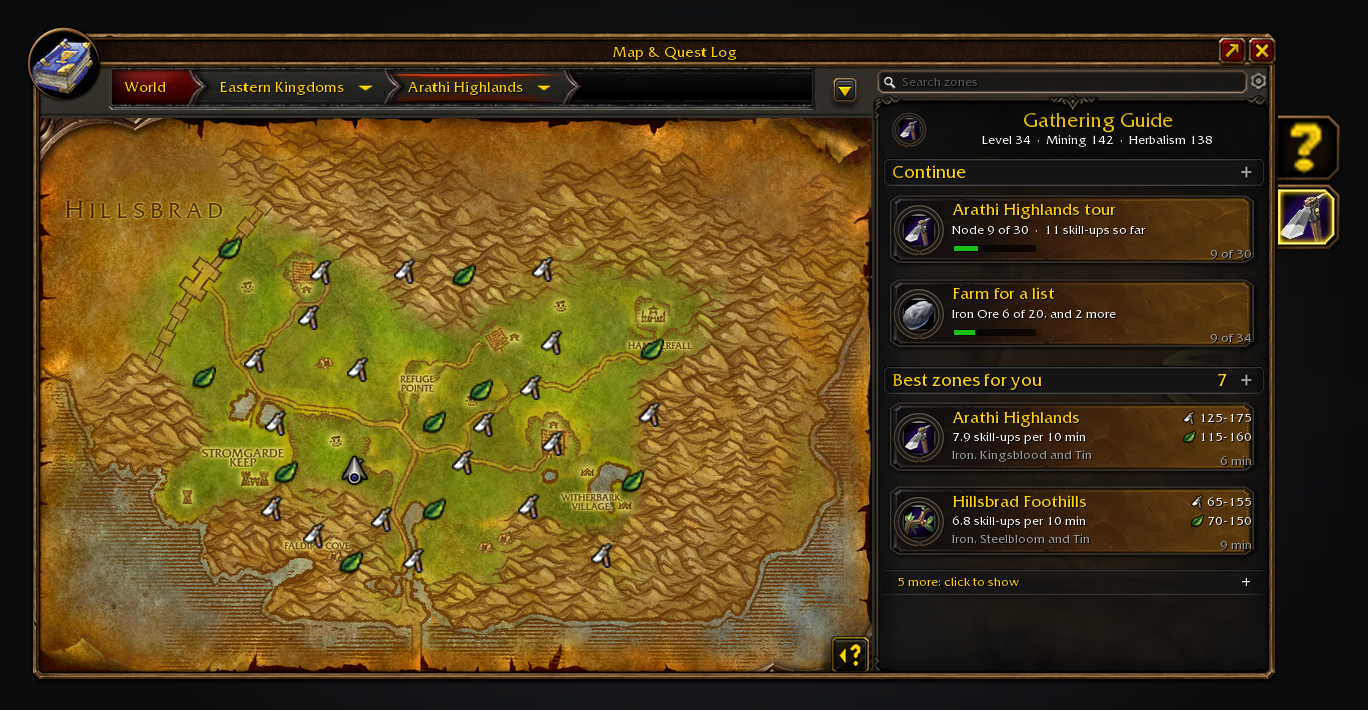 Map & Quest Log
World
Eastern Kingdoms
Arathi Highlands
Search zones
HILLSBRAD
REFUGE
POINTE
STROMGARDE
KEEP
WITHERBARK
VILLAGE
Gathering Guide
Level 34 · Mining 142 · Herbalism 138
Continue
Arathi Highlands tour
Node 9 of 30 · 11 skill-ups so far
9 of 30
Farm for a list
Iron Ore 6 of 20, and 2 more
9 of 34
Best zones for you 7
Arathi Highlands 125-175
7.9 skill-ups per 10 min 115-160
Iron, Kingsblood and Tin
6 min
Hillsbrad Foothills 65-155
6.8 skill-ups per 10 min 70-150
Iron, Steelbloom and Tin
9 min
5 more: click to show